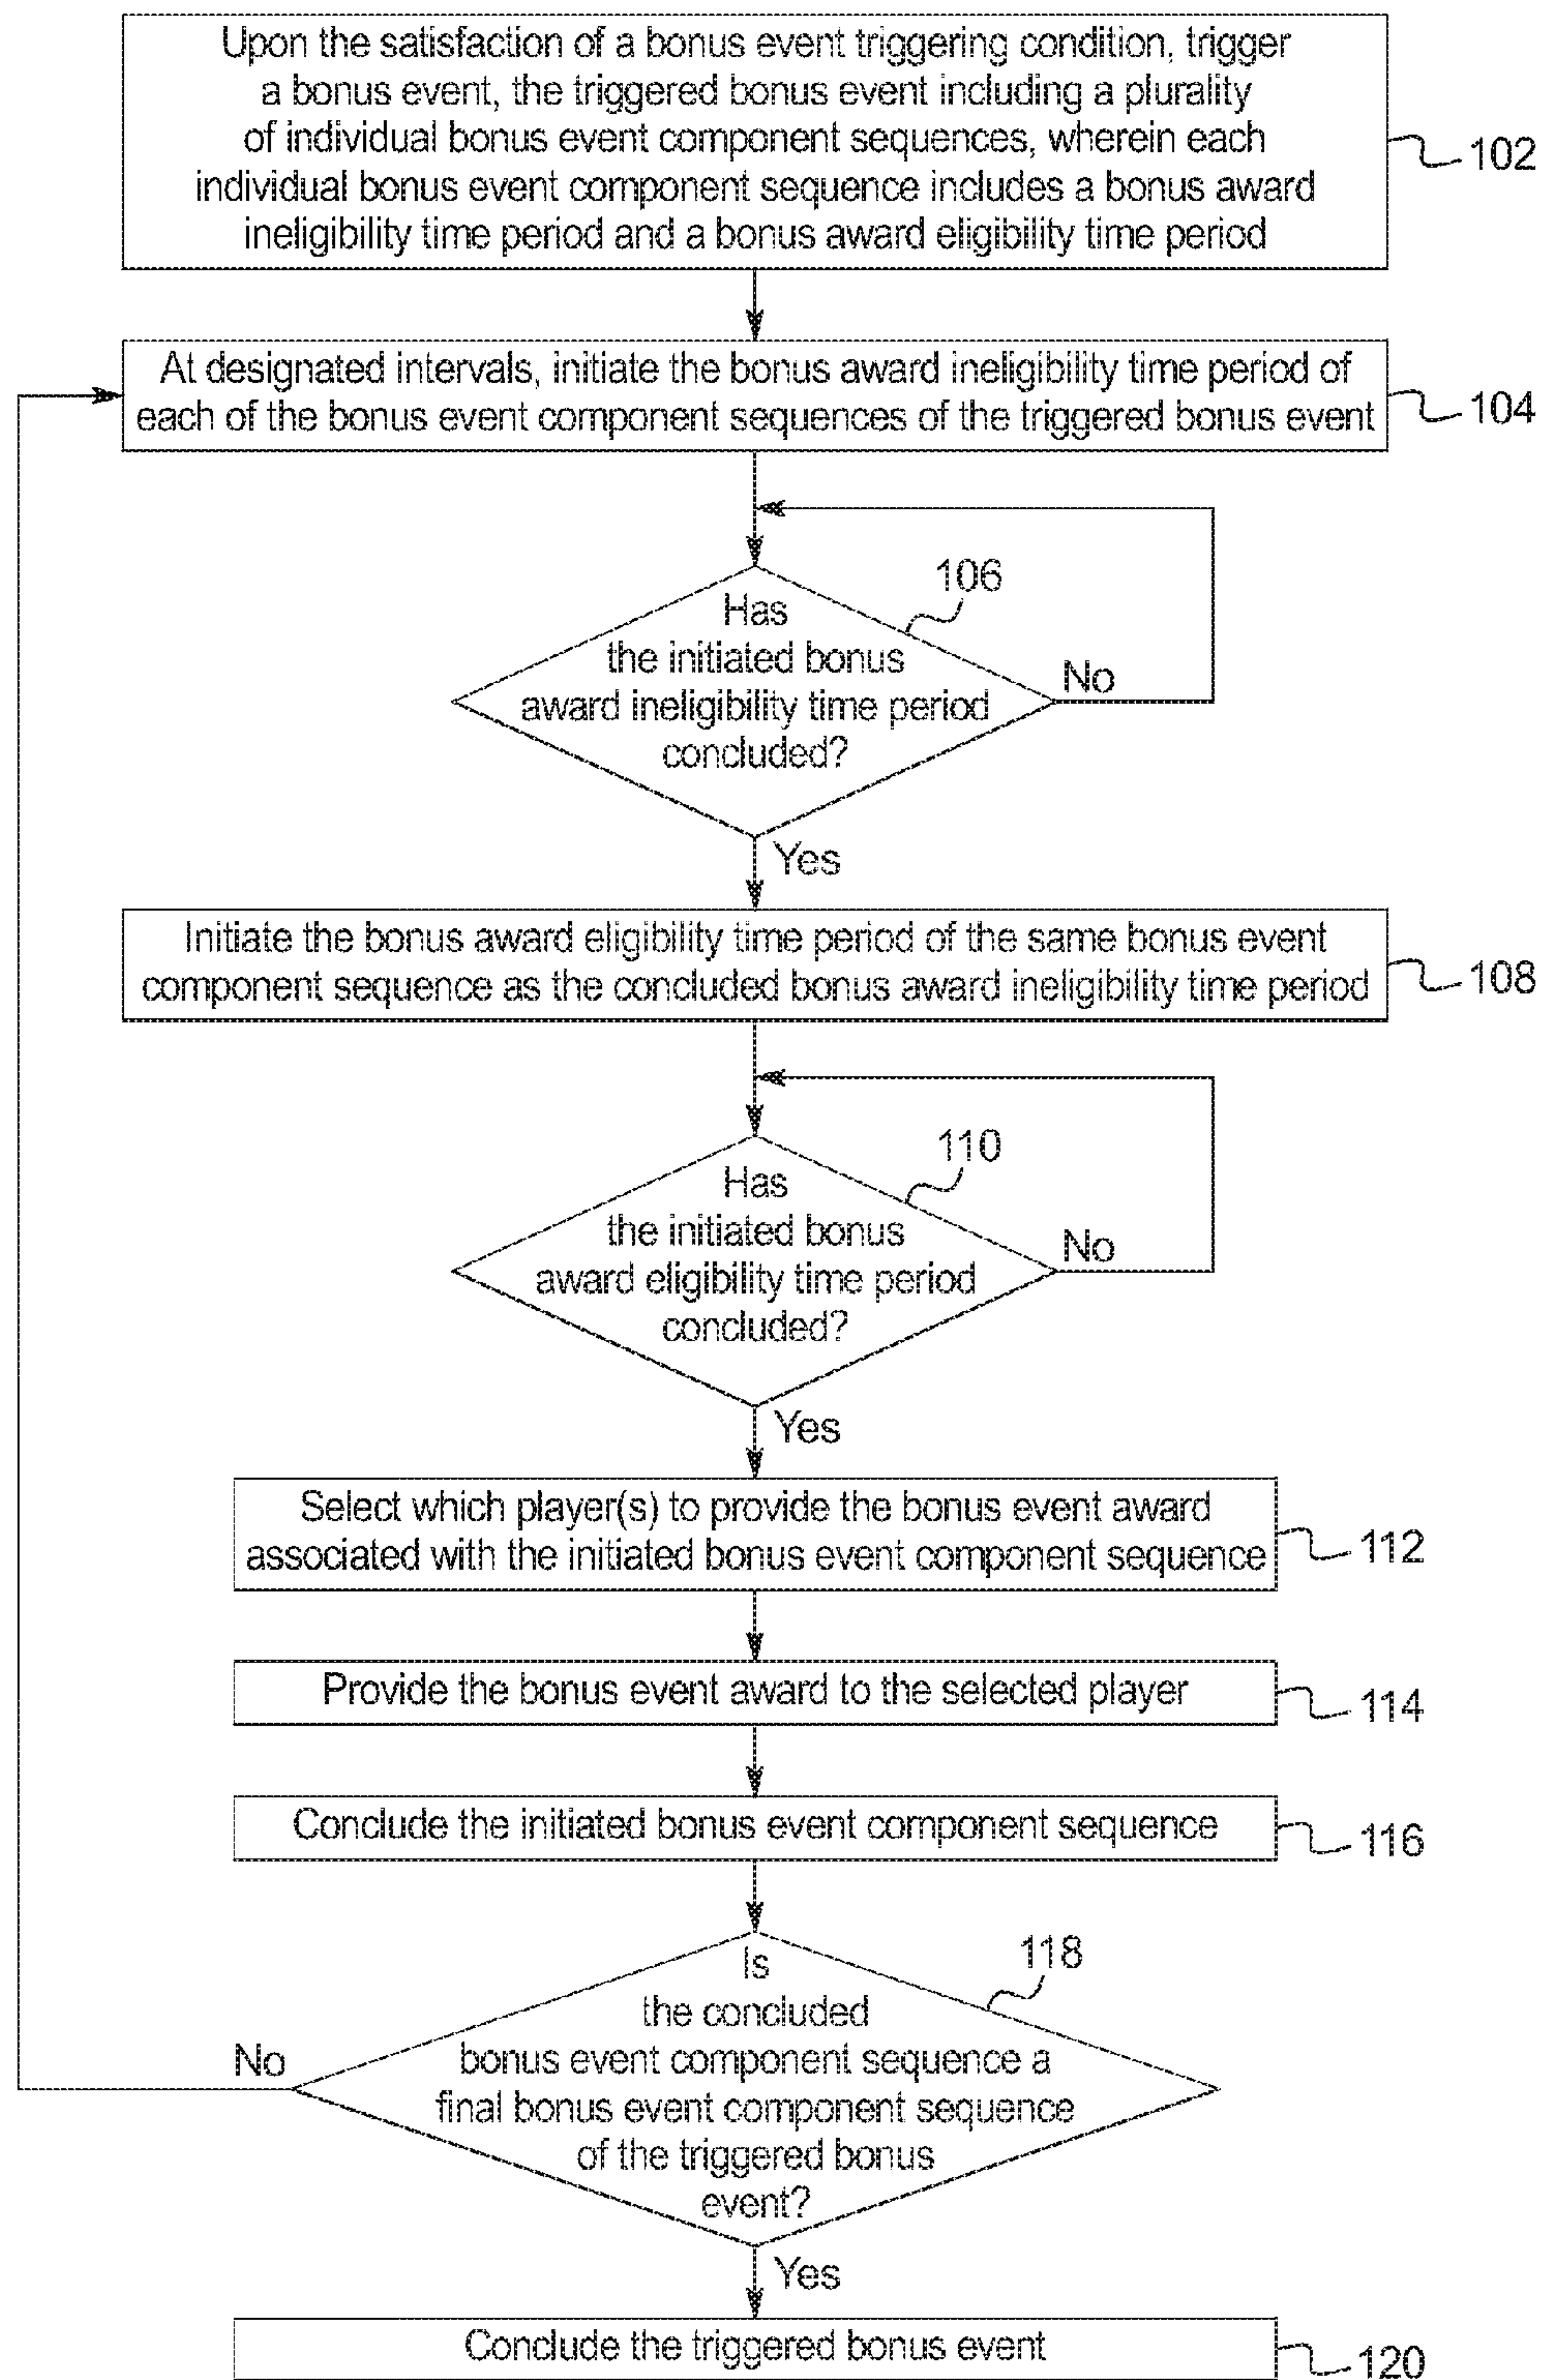 Upon the satisfaction of a bonus event triggering condition, trigger
a bonus event, the triggered bonus event including a plurality
of individual bonus event component sequences, wherein each
individual bonus event component sequence includes a bonus award
ineligibility time period and a bonus award eligibility time period
102
At designated intervals, initiate the bonus award ineligibility time period of
each of the bonus event component sequences of the triggered bonus event
104
106
Has
the initiated bonus
award ineligibility time period
concluded?
No
Yes
Initiate the bonus award eligibility time period of the same bonus event
component sequence as the concluded bonus award ineligibility time period
108
110
Has
the initiated bonus
award eligibility time period
concluded?
No
Yes
Select which player(s) to provide the bonus event award
associated with the initiated bonus event component sequence
112
Provide the bonus event award to the selected player
114
Conclude the initiated bonus event component sequence
116
118
Is
the concluded
bonus event component sequence a
final bonus event component sequence
of the triggered bonus
event?
No
Yes
Conclude the triggered bonus event
120